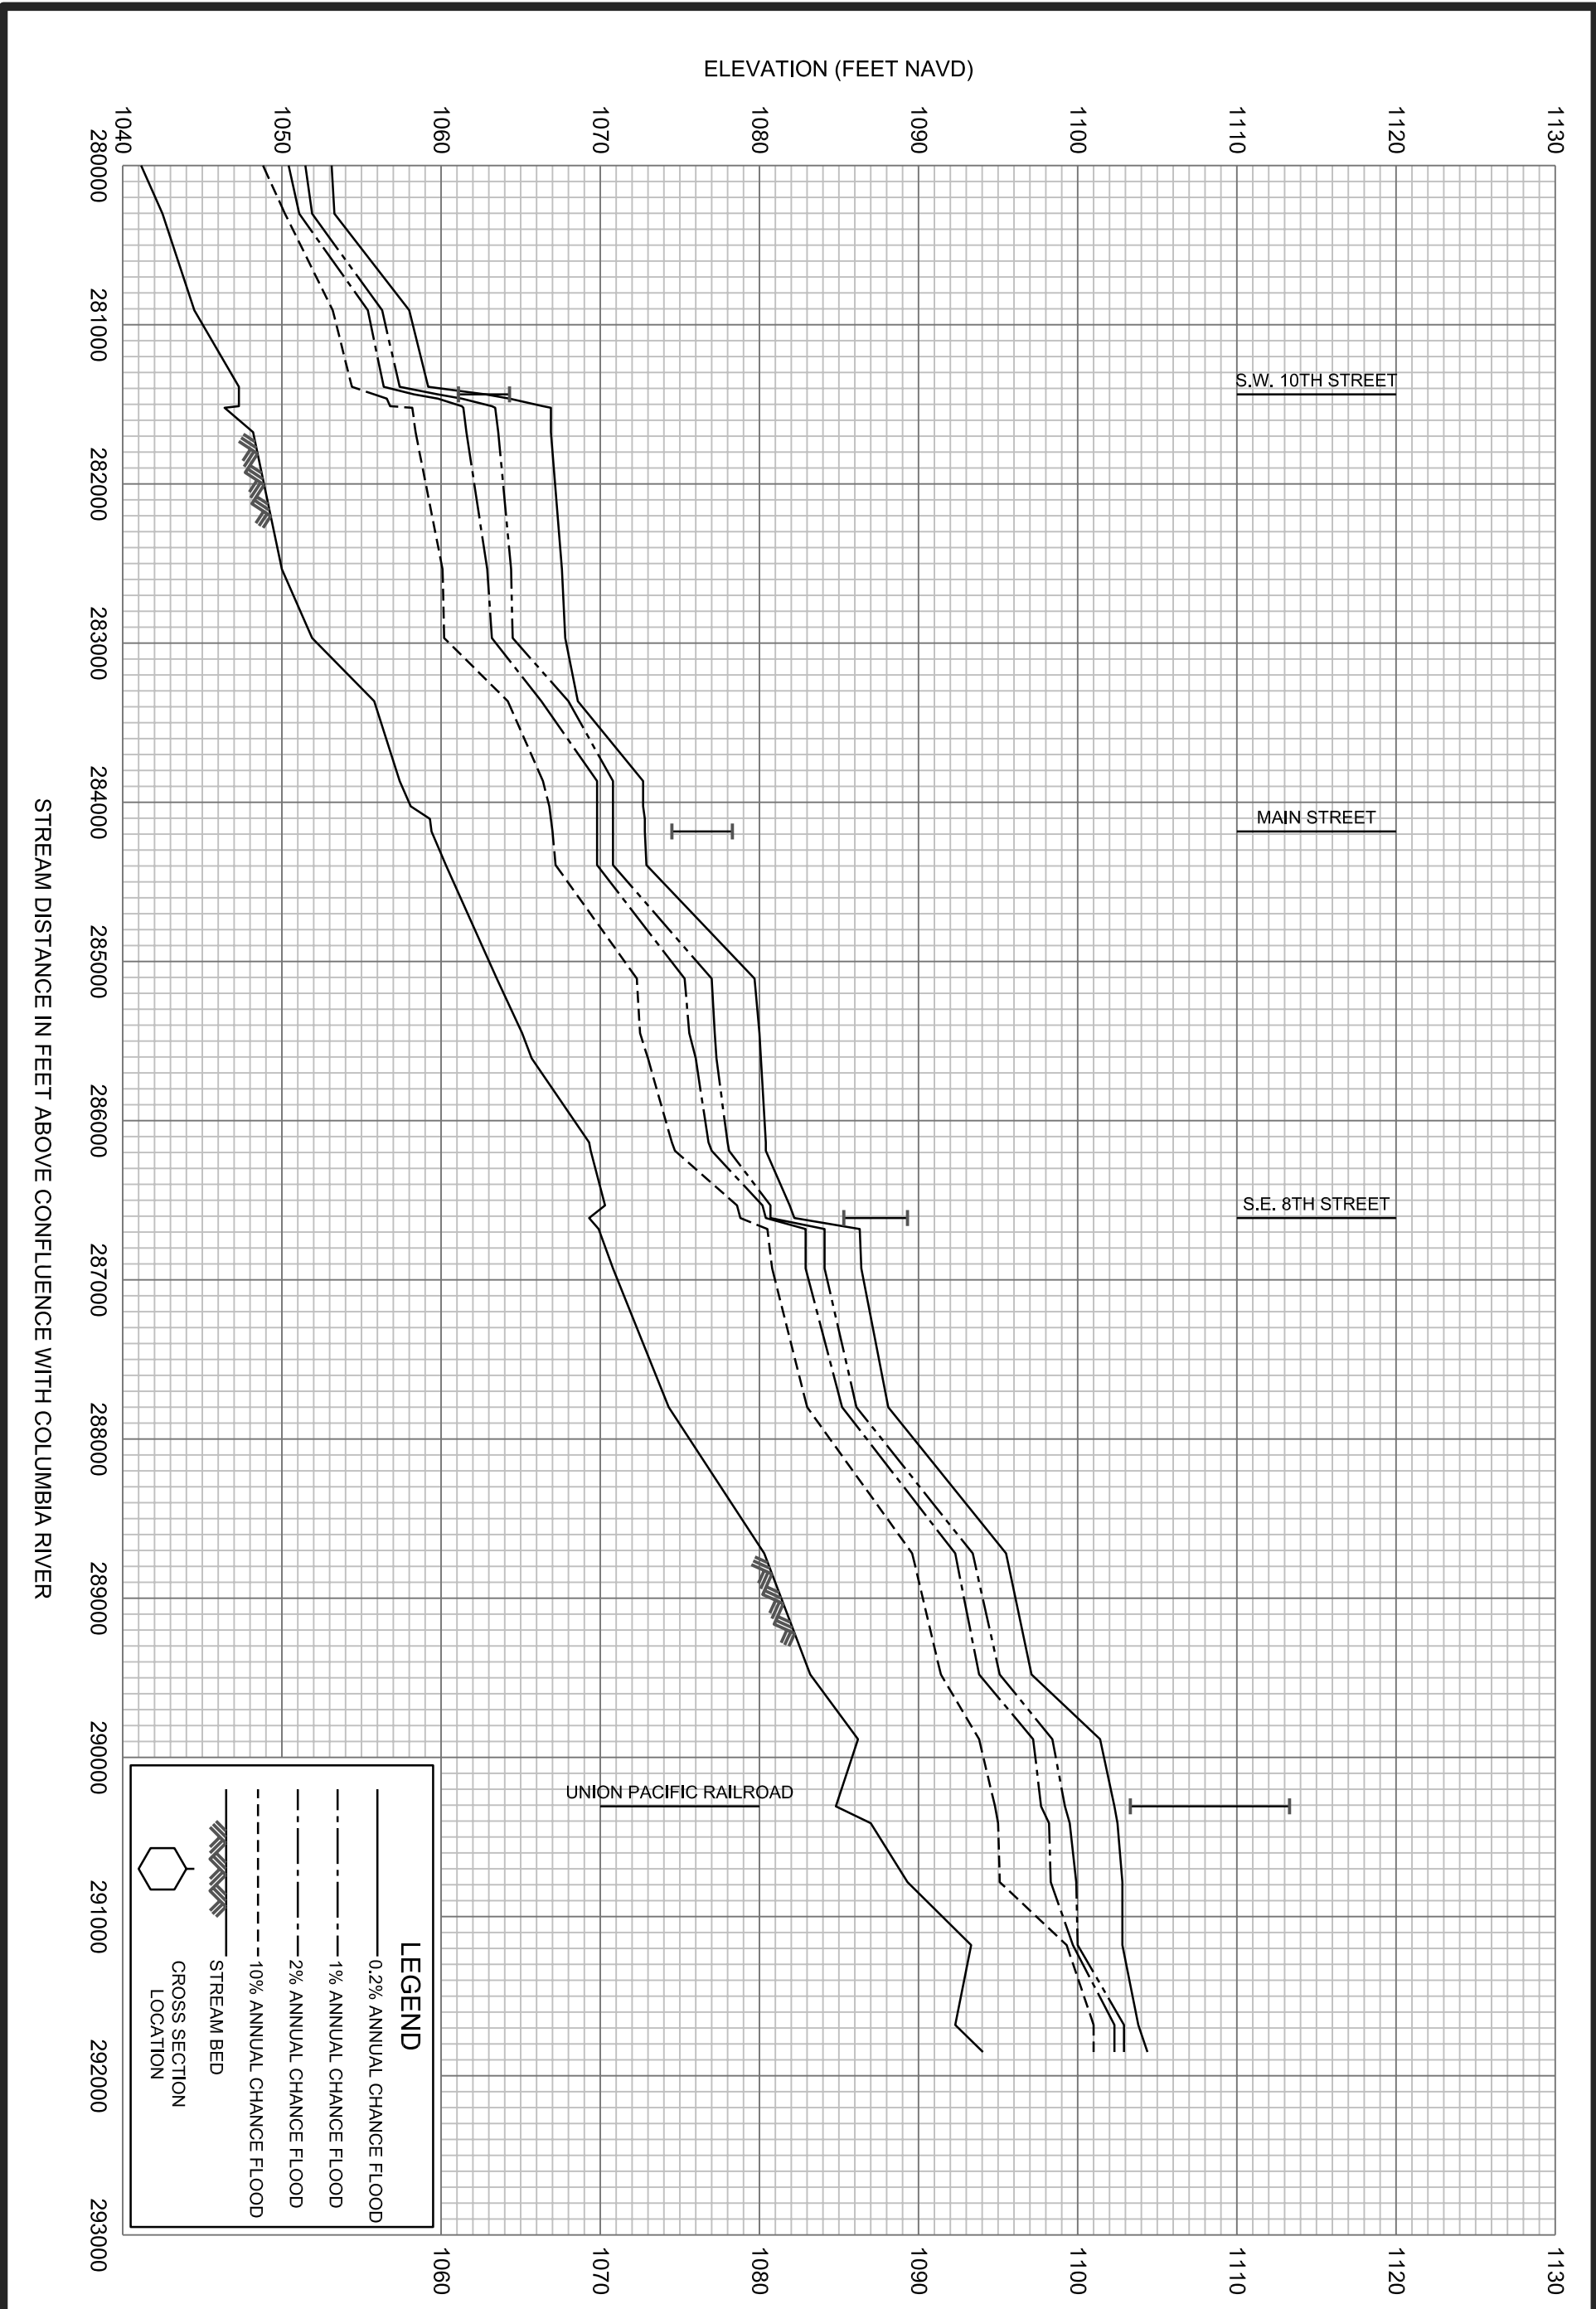 ELEVATION (FEET NAVD)
1130
1120
1110
1100
1090
1080
1070
1060
1050
1040
1130
1120
1110
1100
1090
1080
1070
1060
S.W. 10TH STREET
MAIN STREET
S.E. 8TH STREET
UNION PACIFIC RAILROAD
LEGEND
0.2% ANNUAL CHANCE FLOOD
1% ANNUAL CHANCE FLOOD
2% ANNUAL CHANCE FLOOD
10% ANNUAL CHANCE FLOOD
STREAM BED
CROSS SECTION
LOCATION
280000
281000
282000
283000
284000
285000
286000
287000
288000
289000
290000
291000
292000
293000
STREAM DISTANCE IN FEET ABOVE CONFLUENCE WITH COLUMBIA RIVER